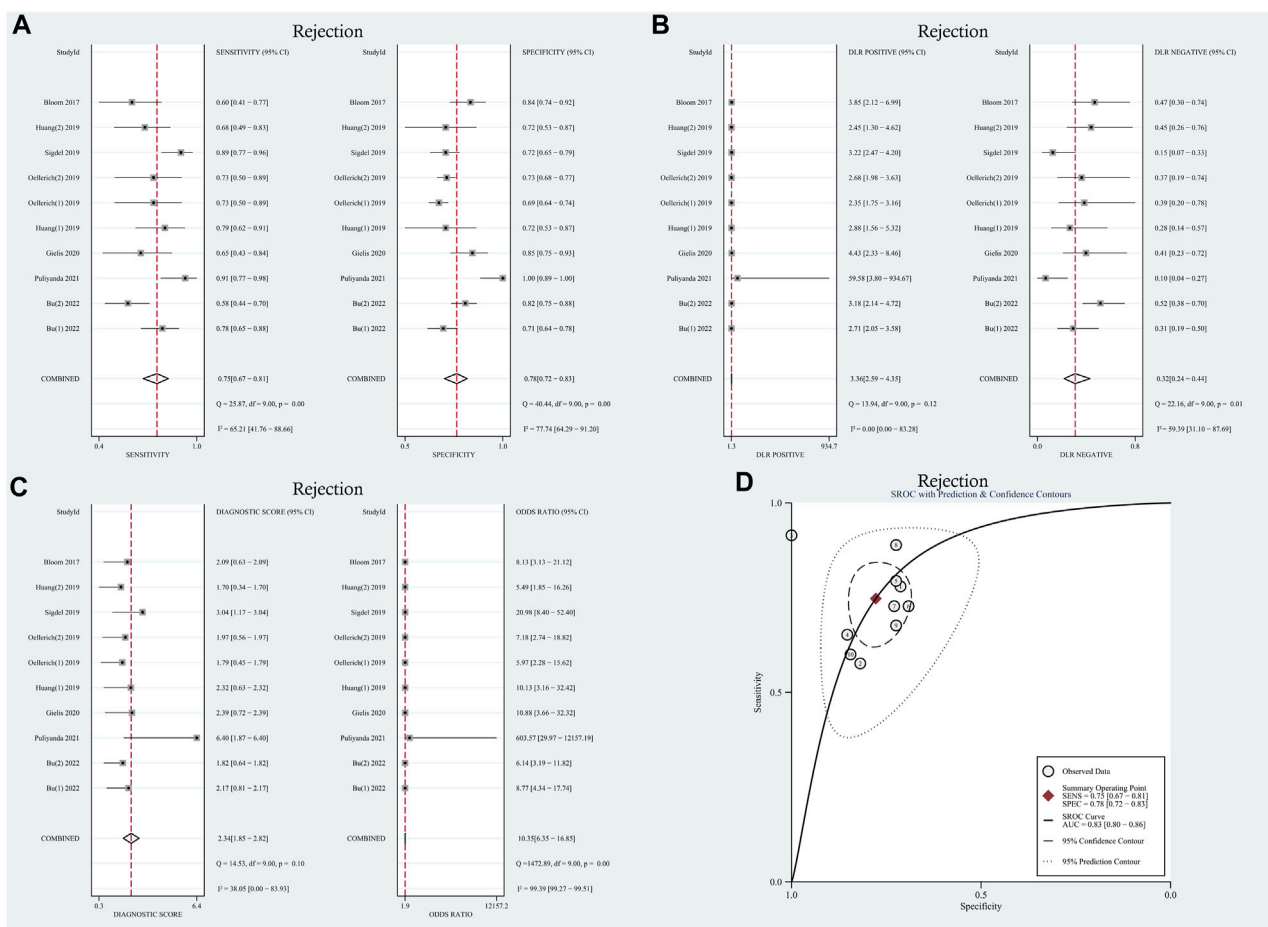 A
Rejection
StudyId SENSITIVITY (95% CI)
Bloom 2017 0.60 [0.41 − 0.77]
Huang(2) 2019 0.68 [0.49 − 0.83]
Sigdel 2019 0.89 [0.77 − 0.96]
Oellerich(2) 2019 0.73 [0.50 − 0.89]
Oellerich(1) 2019 0.73 [0.50 − 0.89]
Huang(1) 2019 0.79 [0.62 − 0.91]
Gielis 2020 0.65 [0.43 − 0.84]
Puliyanda 2021 0.91 [0.77 − 0.98]
Bu(2) 2022 0.58 [0.44 − 0.70]
Bu(1) 2022 0.78 [0.65 − 0.88]
COMBINED 0.75[0.67 − 0.81]
Q = 25.87, df = 9.00, p = 0.00
I² = 65.21 [41.76 − 88.66]
0.4 1.0
SENSITIVITY
StudyId SPECIFICITY (95% CI)
Bloom 2017 0.84 [0.74 − 0.92]
Huang(2) 2019 0.72 [0.53 − 0.87]
Sigdel 2019 0.72 [0.65 − 0.79]
Oellerich(2) 2019 0.73 [0.68 − 0.77]
Oellerich(1) 2019 0.69 [0.64 − 0.74]
Huang(1) 2019 0.72 [0.53 − 0.87]
Gielis 2020 0.85 [0.75 − 0.93]
Puliyanda 2021 1.00 [0.89 − 1.00]
Bu(2) 2022 0.82 [0.75 − 0.88]
Bu(1) 2022 0.71 [0.64 − 0.78]
COMBINED 0.78[0.72 − 0.83]
Q = 40.44, df = 9.00, p = 0.00
I² = 77.74 [64.29 − 91.20]
0.5 1.0
SPECIFICITY
B
Rejection
StudyId DLR POSITIVE (95% CI)
Bloom 2017 3.85 [2.12 − 6.99]
Huang(2) 2019 2.45 [1.30 − 4.62]
Sigdel 2019 3.22 [2.47 − 4.20]
Oellerich(2) 2019 2.68 [1.98 − 3.63]
Oellerich(1) 2019 2.35 [1.75 − 3.16]
Huang(1) 2019 2.88 [1.56 − 5.32]
Gielis 2020 4.43 [2.33 − 8.46]
Puliyanda 2021 59.58 [3.80 − 934.67]
Bu(2) 2022 3.18 [2.14 − 4.72]
Bu(1) 2022 2.71 [2.05 − 3.58]
COMBINED 3.36[2.59 − 4.35]
Q = 13.94, df = 9.00, p = 0.12
I² = 0.00 [0.00 − 83.28]
1.3 934.7
DLR POSITIVE
StudyId DLR NEGATIVE (95% CI)
Bloom 2017 0.47 [0.30 − 0.74]
Huang(2) 2019 0.45 [0.26 − 0.76]
Sigdel 2019 0.15 [0.07 − 0.33]
Oellerich(2) 2019 0.37 [0.19 − 0.74]
Oellerich(1) 2019 0.39 [0.20 − 0.78]
Huang(1) 2019 0.28 [0.14 − 0.57]
Gielis 2020 0.41 [0.23 − 0.72]
Puliyanda 2021 0.10 [0.04 − 0.27]
Bu(2) 2022 0.52 [0.38 − 0.70]
Bu(1) 2022 0.31 [0.19 − 0.50]
COMBINED 0.32[0.24 − 0.44]
Q = 22.16, df = 9.00, p = 0.01
I² = 59.39 [31.10 − 87.69]
0.0 0.8
DLR NEGATIVE
C
Rejection
StudyId DIAGNOSTIC SCORE (95% CI)
Bloom 2017 2.09 [0.63 − 2.09]
Huang(2) 2019 1.70 [0.34 − 1.70]
Sigdel 2019 3.04 [1.17 − 3.04]
Oellerich(2) 2019 1.97 [0.56 − 1.97]
Oellerich(1) 2019 1.79 [0.45 − 1.79]
Huang(1) 2019 2.32 [0.63 − 2.32]
Gielis 2020 2.39 [0.72 − 2.39]
Puliyanda 2021 6.40 [1.87 − 6.40]
Bu(2) 2022 1.82 [0.64 − 1.82]
Bu(1) 2022 2.17 [0.81 − 2.17]
COMBINED 2.34[1.85 − 2.82]
Q = 14.53, df = 9.00, p = 0.10
I² = 38.05 [0.00 − 83.93]
0.3 6.4
DIAGNOSTIC SCORE
StudyId ODDS RATIO (95% CI)
Bloom 2017 8.13 [3.13 − 21.12]
Huang(2) 2019 5.49 [1.85 − 16.26]
Sigdel 2019 20.98 [8.40 − 52.40]
Oellerich(2) 2019 7.18 [2.74 − 18.82]
Oellerich(1) 2019 5.97 [2.28 − 15.62]
Huang(1) 2019 10.13 [3.16 − 32.42]
Gielis 2020 10.88 [3.66 − 32.32]
Puliyanda 2021 603.57 [29.97 − 12157.19]
Bu(2) 2022 6.14 [3.19 − 11.82]
Bu(1) 2022 8.77 [4.34 − 17.74]
COMBINED 10.35[6.35 − 16.85]
Q =1472.89, df = 9.00, p = 0.00
I² = 99.39 [99.27 − 99.51]
1.9 12157.2
ODDS RATIO
D
Rejection
SROC with Prediction & Confidence Contours
1.0
0.5
0.0
Sensitivity
8
5
7
9
4
10
2
Observed Data
Summary Operating Point
SENS = 0.75 [0.67 − 0.81]
SPEC = 0.78 [0.72 − 0.83]
SROC Curve
AUC = 0.83 [0.80 − 0.86]
95% Confidence Contour
95% Prediction Contour
1.0 0.5 0.0
Specificity